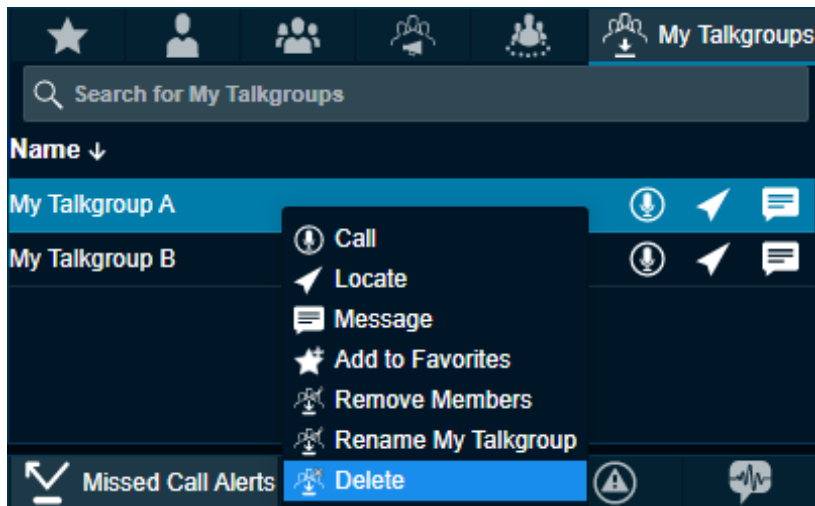 My Talkgroups
Search for My Talkgroups
Name ↓
My Talkgroup A
My Talkgroup B
Call
Locate
Message
Add to Favorites
Remove Members
Rename My Talkgroup
Delete
Missed Call Alerts